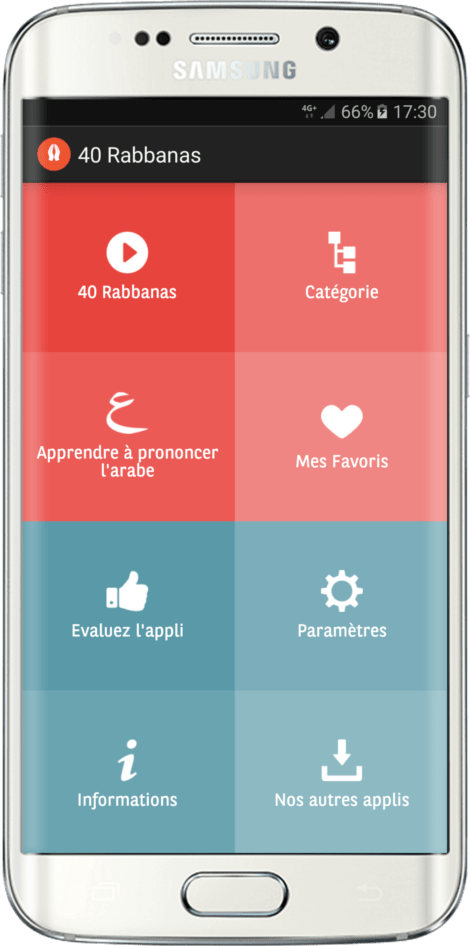 SAMSUNG
4G+ 66% 17:30
40 Rabbanas
40 Rabbanas
Catégorie
ع
Apprendre à prononcer
l'arabe
Mes Favoris
Evaluez l'appli
Paramètres
i
Informations
Nos autres applis